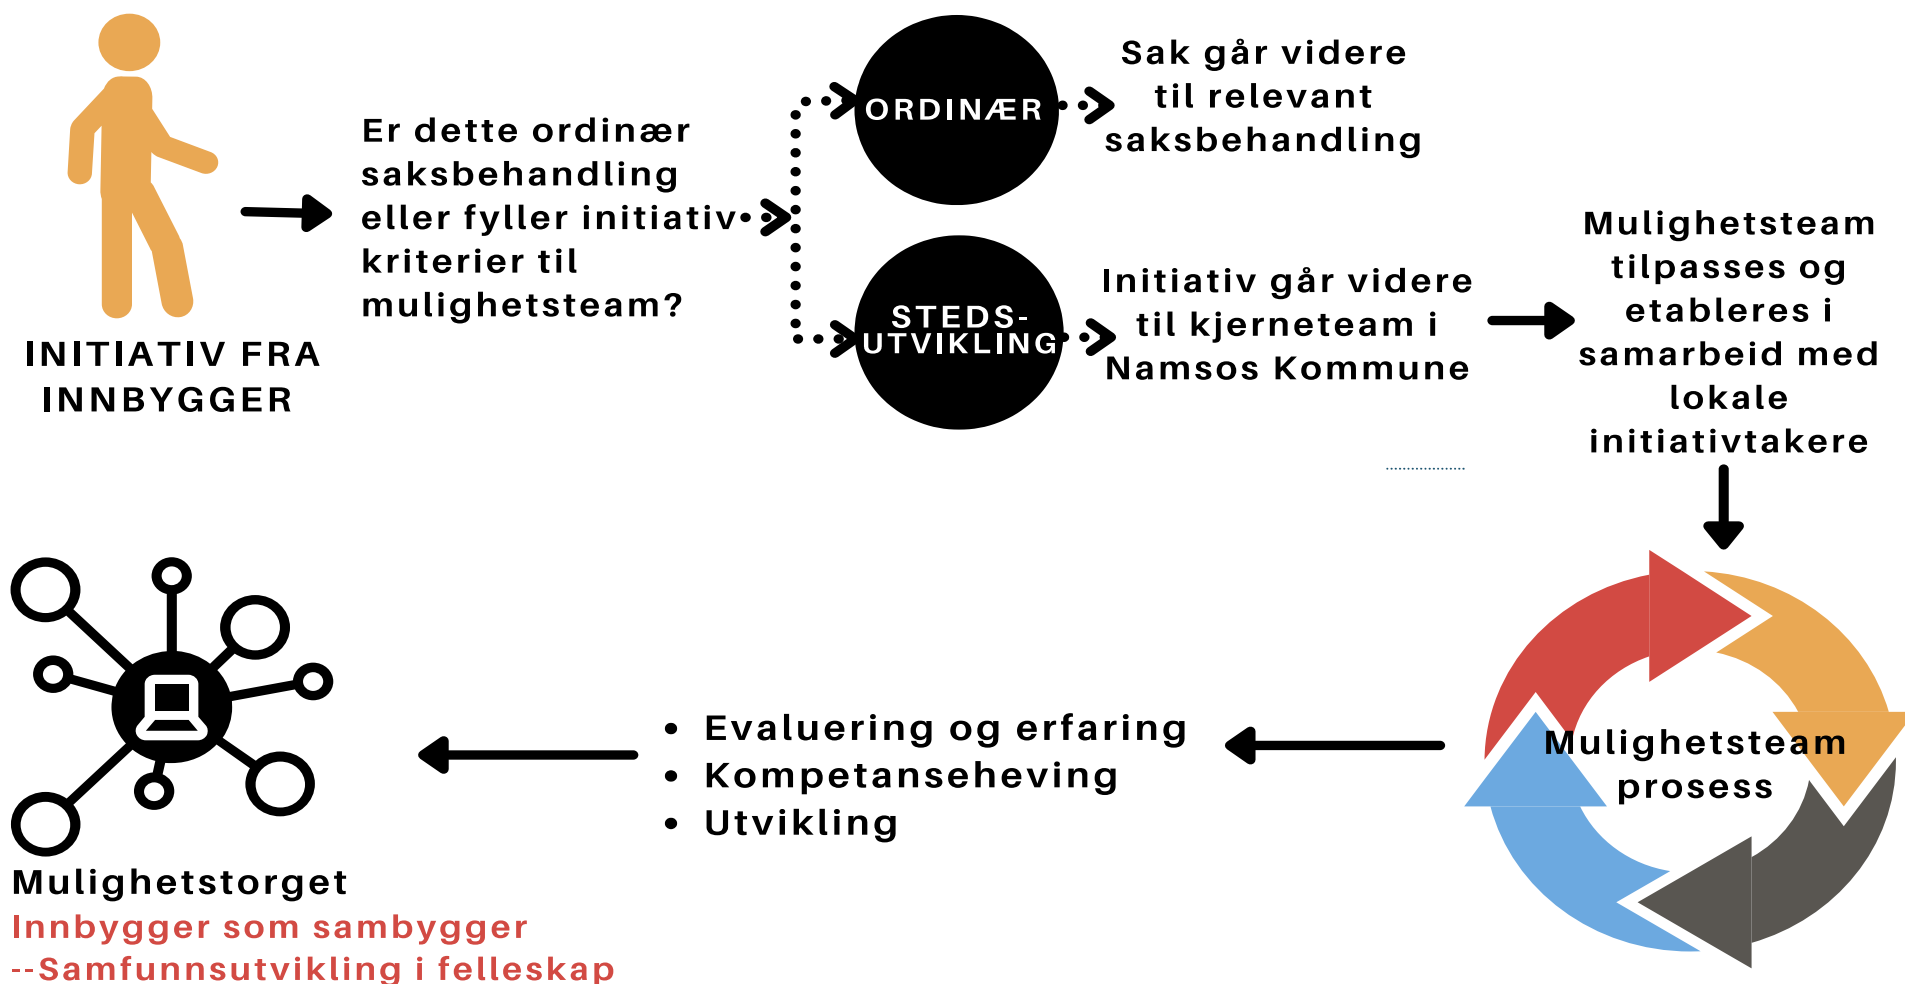 INITIATIV FRA
INNBYGGER
Er dette ordinær
saksbehandling
eller fyller initiativ
kriterier til
mulighetsteam?
ORDINÆR
Sak går videre
til relevant
saksbehandling
STEDS-
UTVIKLING
Initiativ går videre
til kjerneteam i
Namsos Kommune
Mulighetsteam
tilpasses og
etableres i
samarbeid med
lokale
initiativtakere
Mulighetsteam
prosess
• Evaluering og erfaring
• Kompetanseheving
• Utvikling
Mulighetstorget
Innbygger som sambygger
--Samfunnsutvikling i felleskap